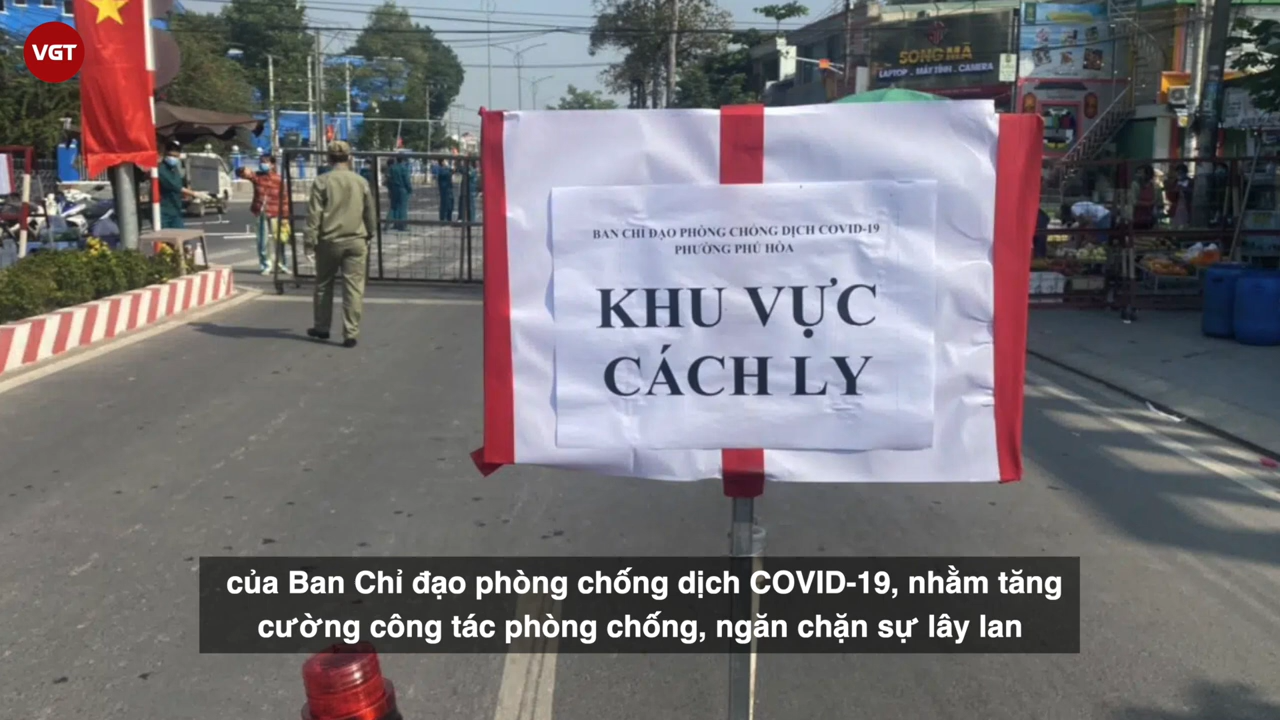 VGT
SONG MÃ
LAPTOP - MÁY TÍNH - CAMERA
BAN CHỈ ĐẠO PHÒNG CHỐNG DỊCH COVID-19
PHƯỜNG PHÚ HÒA
KHU VỰC
CÁCH LY
của Ban Chỉ đạo phòng chống dịch COVID-19, nhằm tăng
cường công tác phòng chống, ngăn chặn sự lây lan